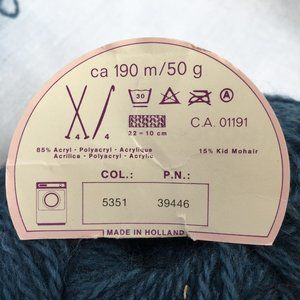 ca 190 m/50 g
30
A
4 4
22 = 10 cm
C.A. 01191
85% Acryl - Polyacryl - Acrylique
Acrilica - Polyacryl - Acrylic
15% Kid Mohair
COL.: P.N.:
5351 39446
MADE IN HOLLAND